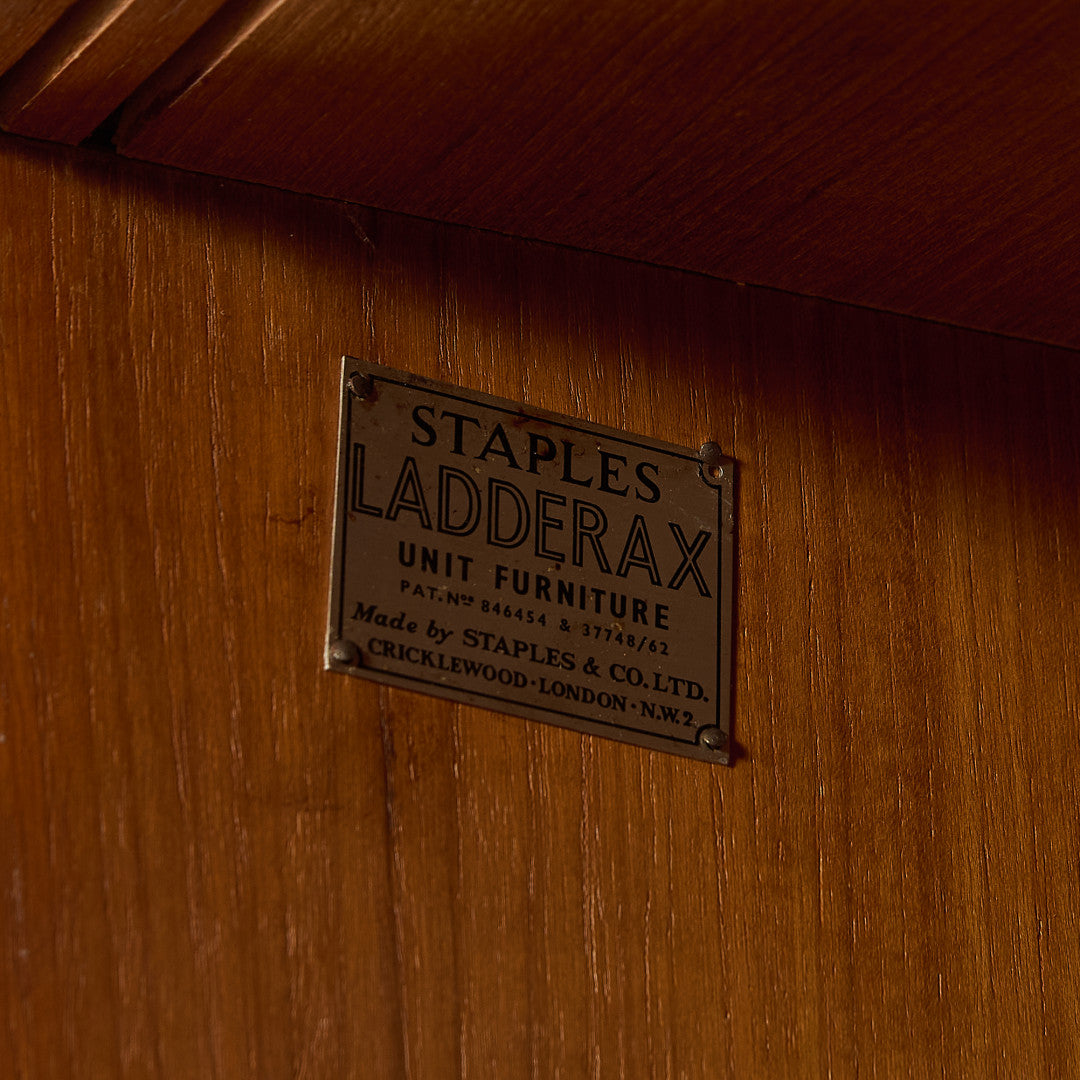 STAPLES
LADDERAX
UNIT FURNITURE
PAT. Nos 846454 & 37748/62
Made by STAPLES & CO. LTD.
CRICKLEWOOD · LONDON · N.W.2.